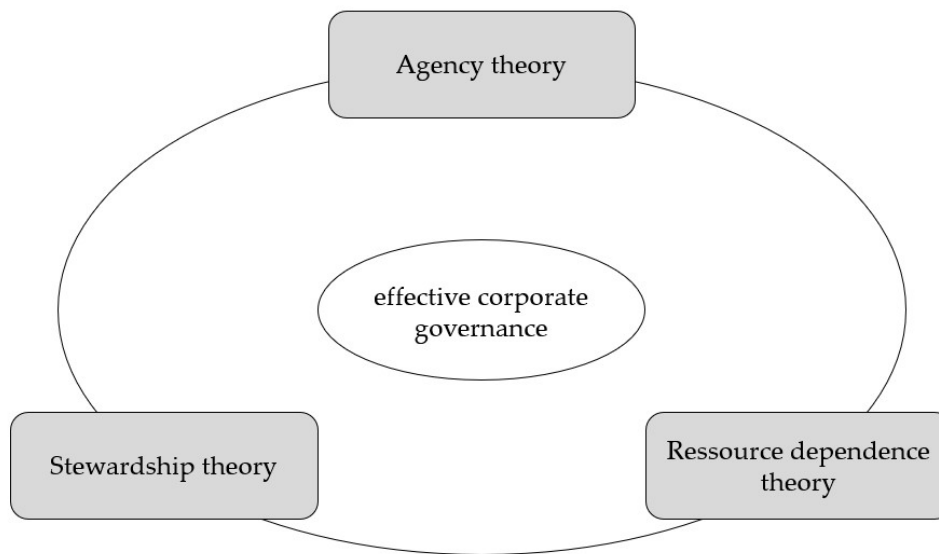 Agency theory
effective corporate
governance
Stewardship theory
Ressource dependence
theory